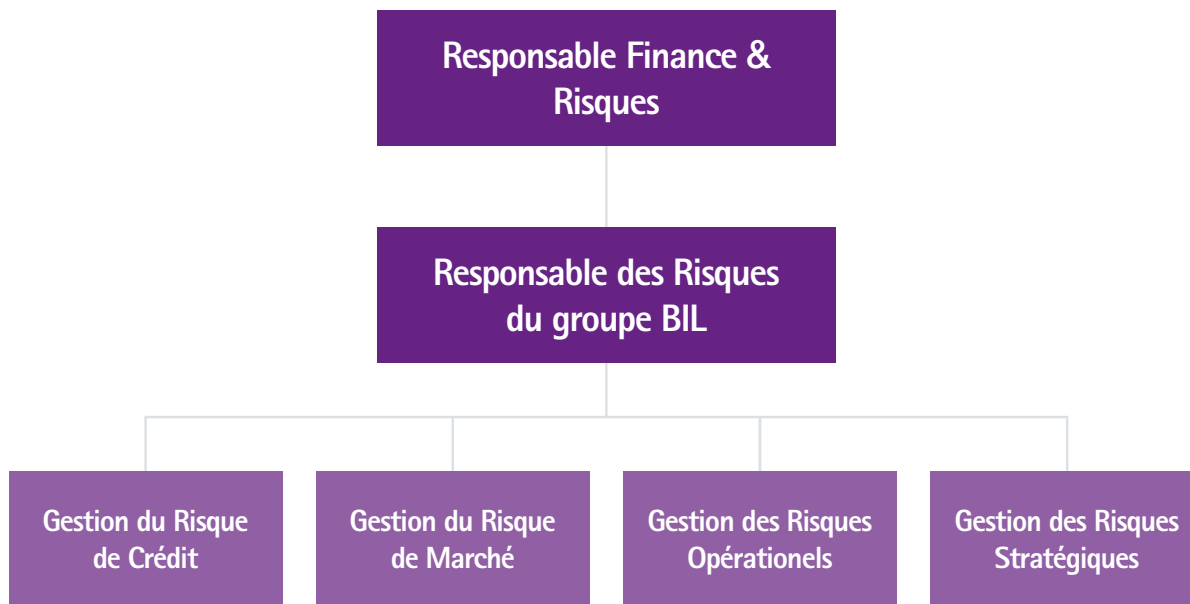 Responsable Finance &
Risques
Responsable des Risques
du groupe BIL
Gestion du Risque
de Crédit
Gestion du Risque
de Marché
Gestion des Risques
Opérationels
Gestion des Risques
Stratégiques